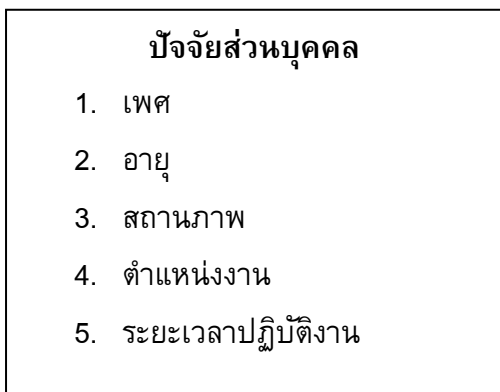 ปัจจัยส่วนบุคคล
1. เพศ
2. อายุ
3. สถานภาพ
4. ตำแหน่งงาน
5. ระยะเวลาปฏิบัติงาน